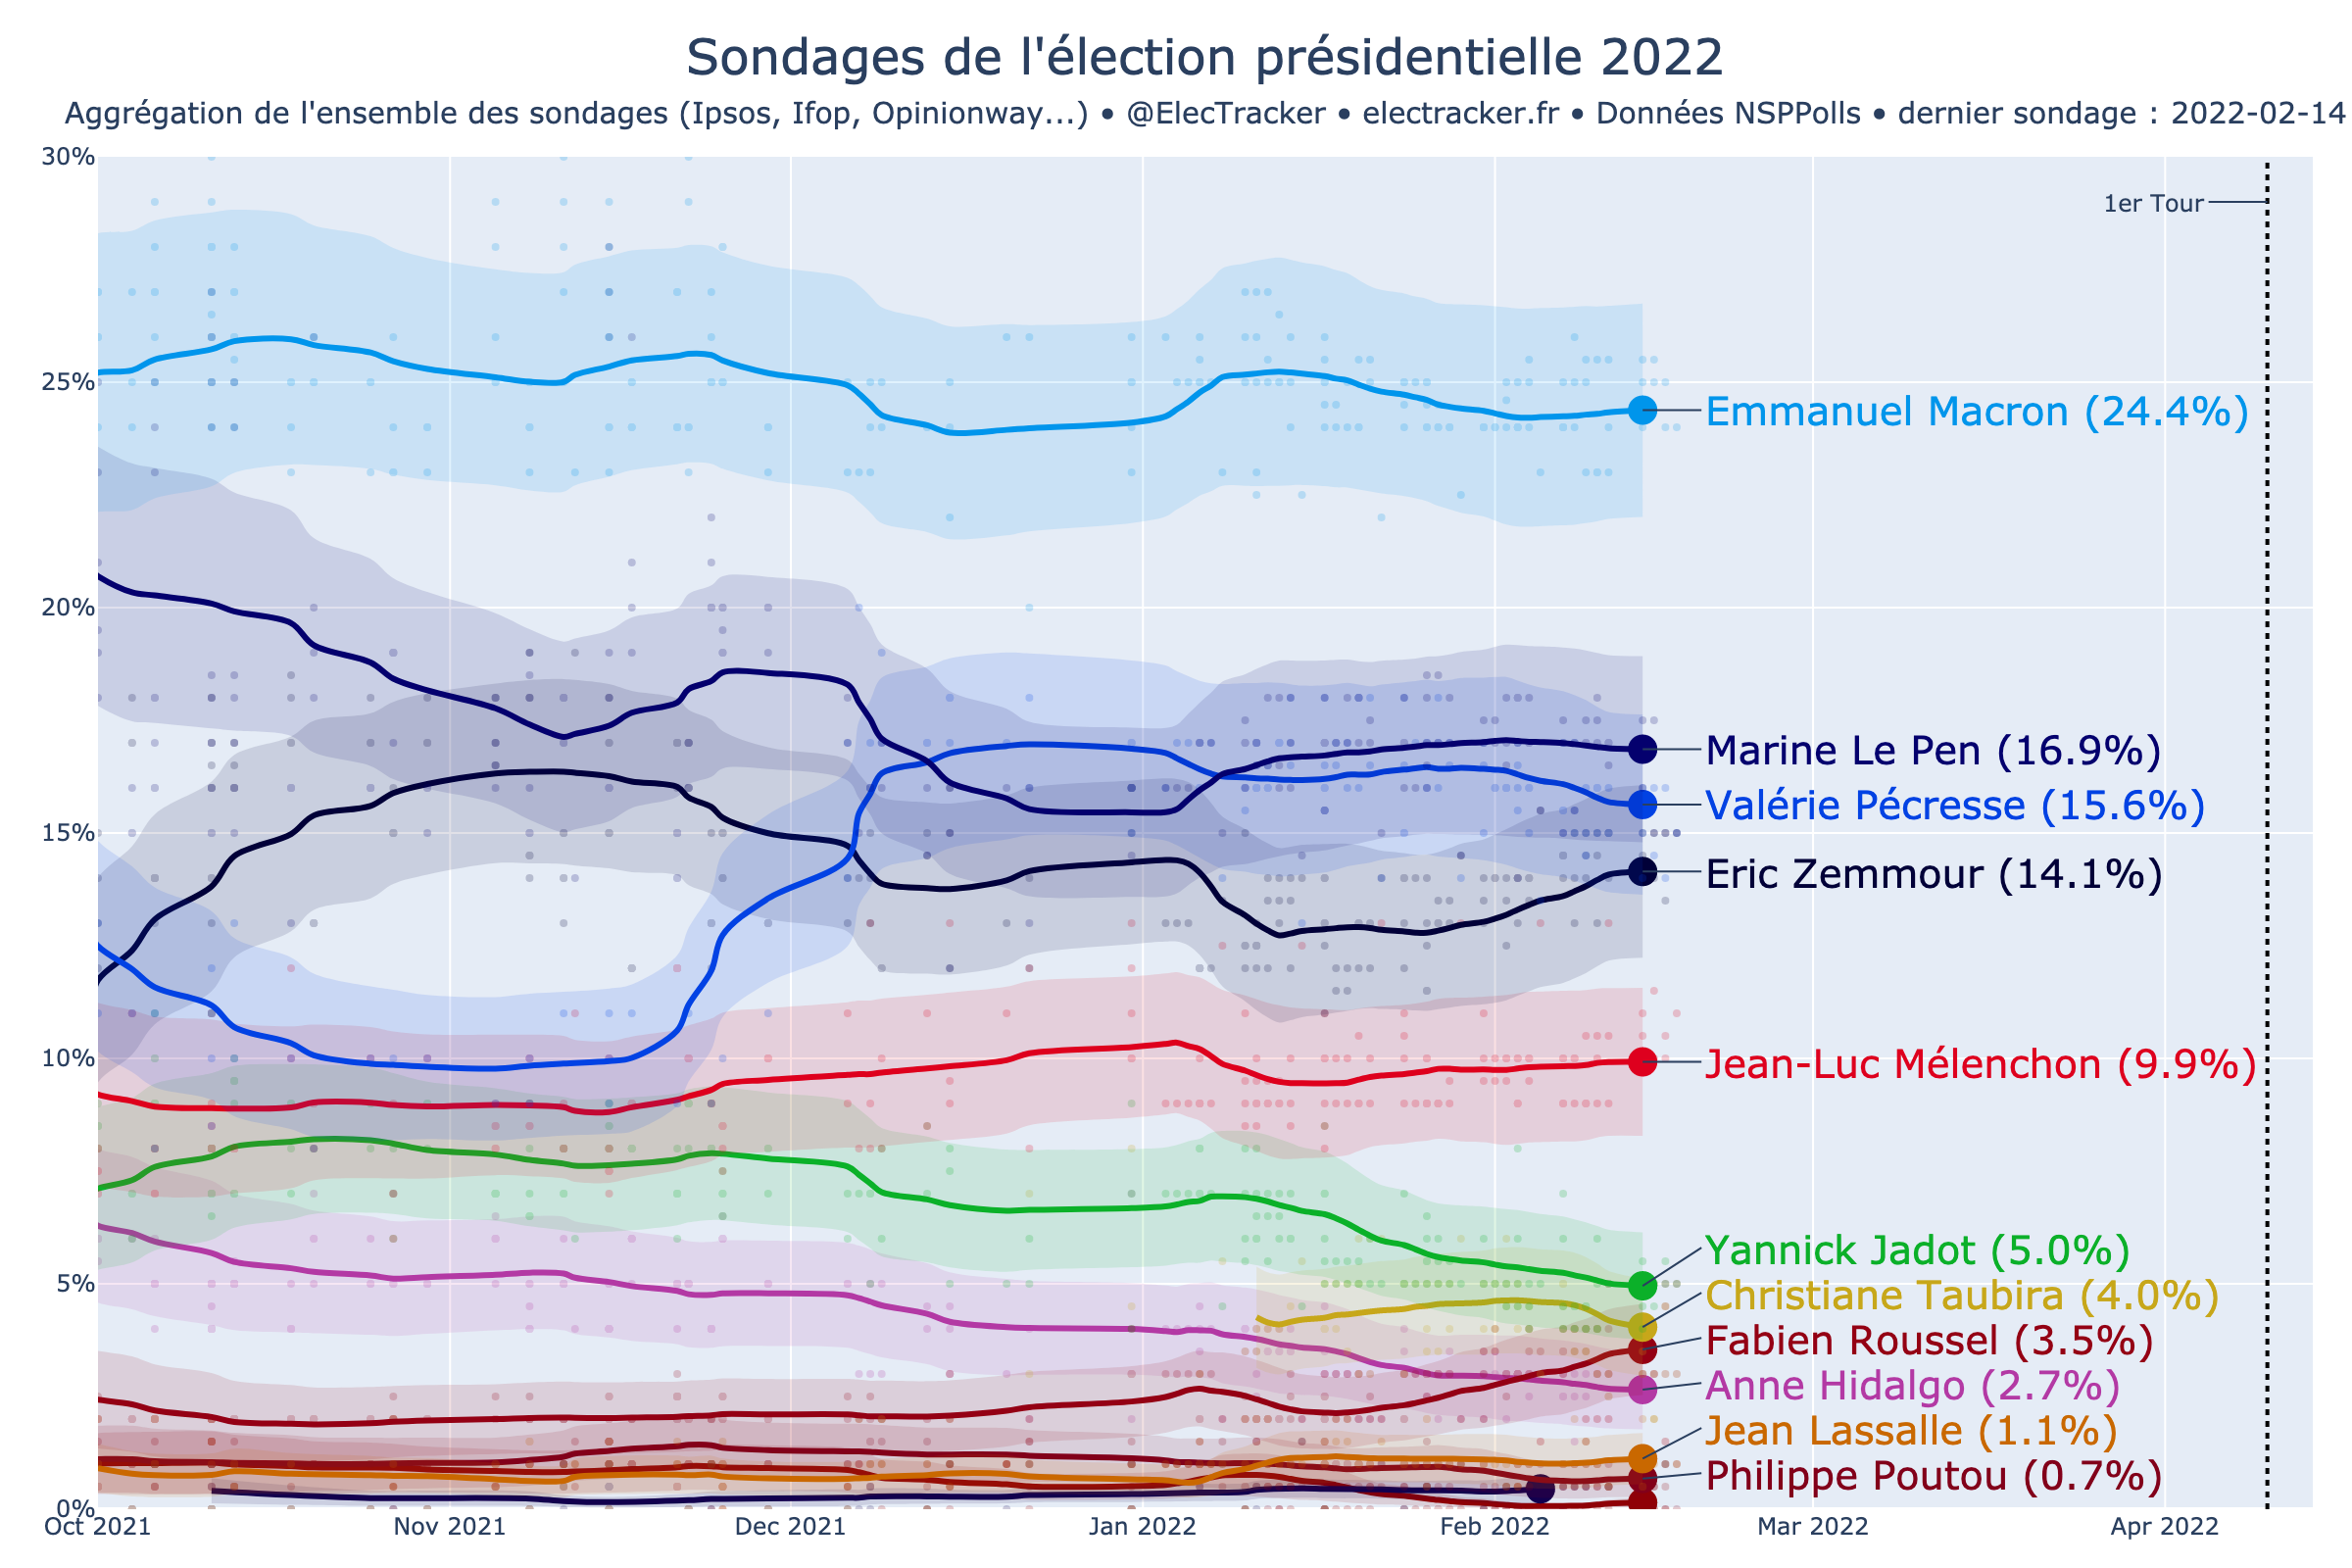 Sondages de l'élection présidentielle 2022
Aggrégation de l'ensemble des sondages (Ipsos, Ifop, Opinionway...) • @ElecTracker • electracker.fr • Données NSPPolls • dernier sondage : 2022-02-14
30%
1er Tour
25%
Emmanuel Macron (24.4%)
20%
Marine Le Pen (16.9%)
Valérie Pécresse (15.6%)
15%
Eric Zemmour (14.1%)
10%
Jean-Luc Mélenchon (9.9%)
Yannick Jadot (5.0%)
5%
Christiane Taubira (4.0%)
Fabien Roussel (3.5%)
Anne Hidalgo (2.7%)
Jean Lassalle (1.1%)
Philippe Poutou (0.7%)
0%
Oct 2021 Nov 2021 Dec 2021 Jan 2022 Feb 2022 Mar 2022 Apr 2022